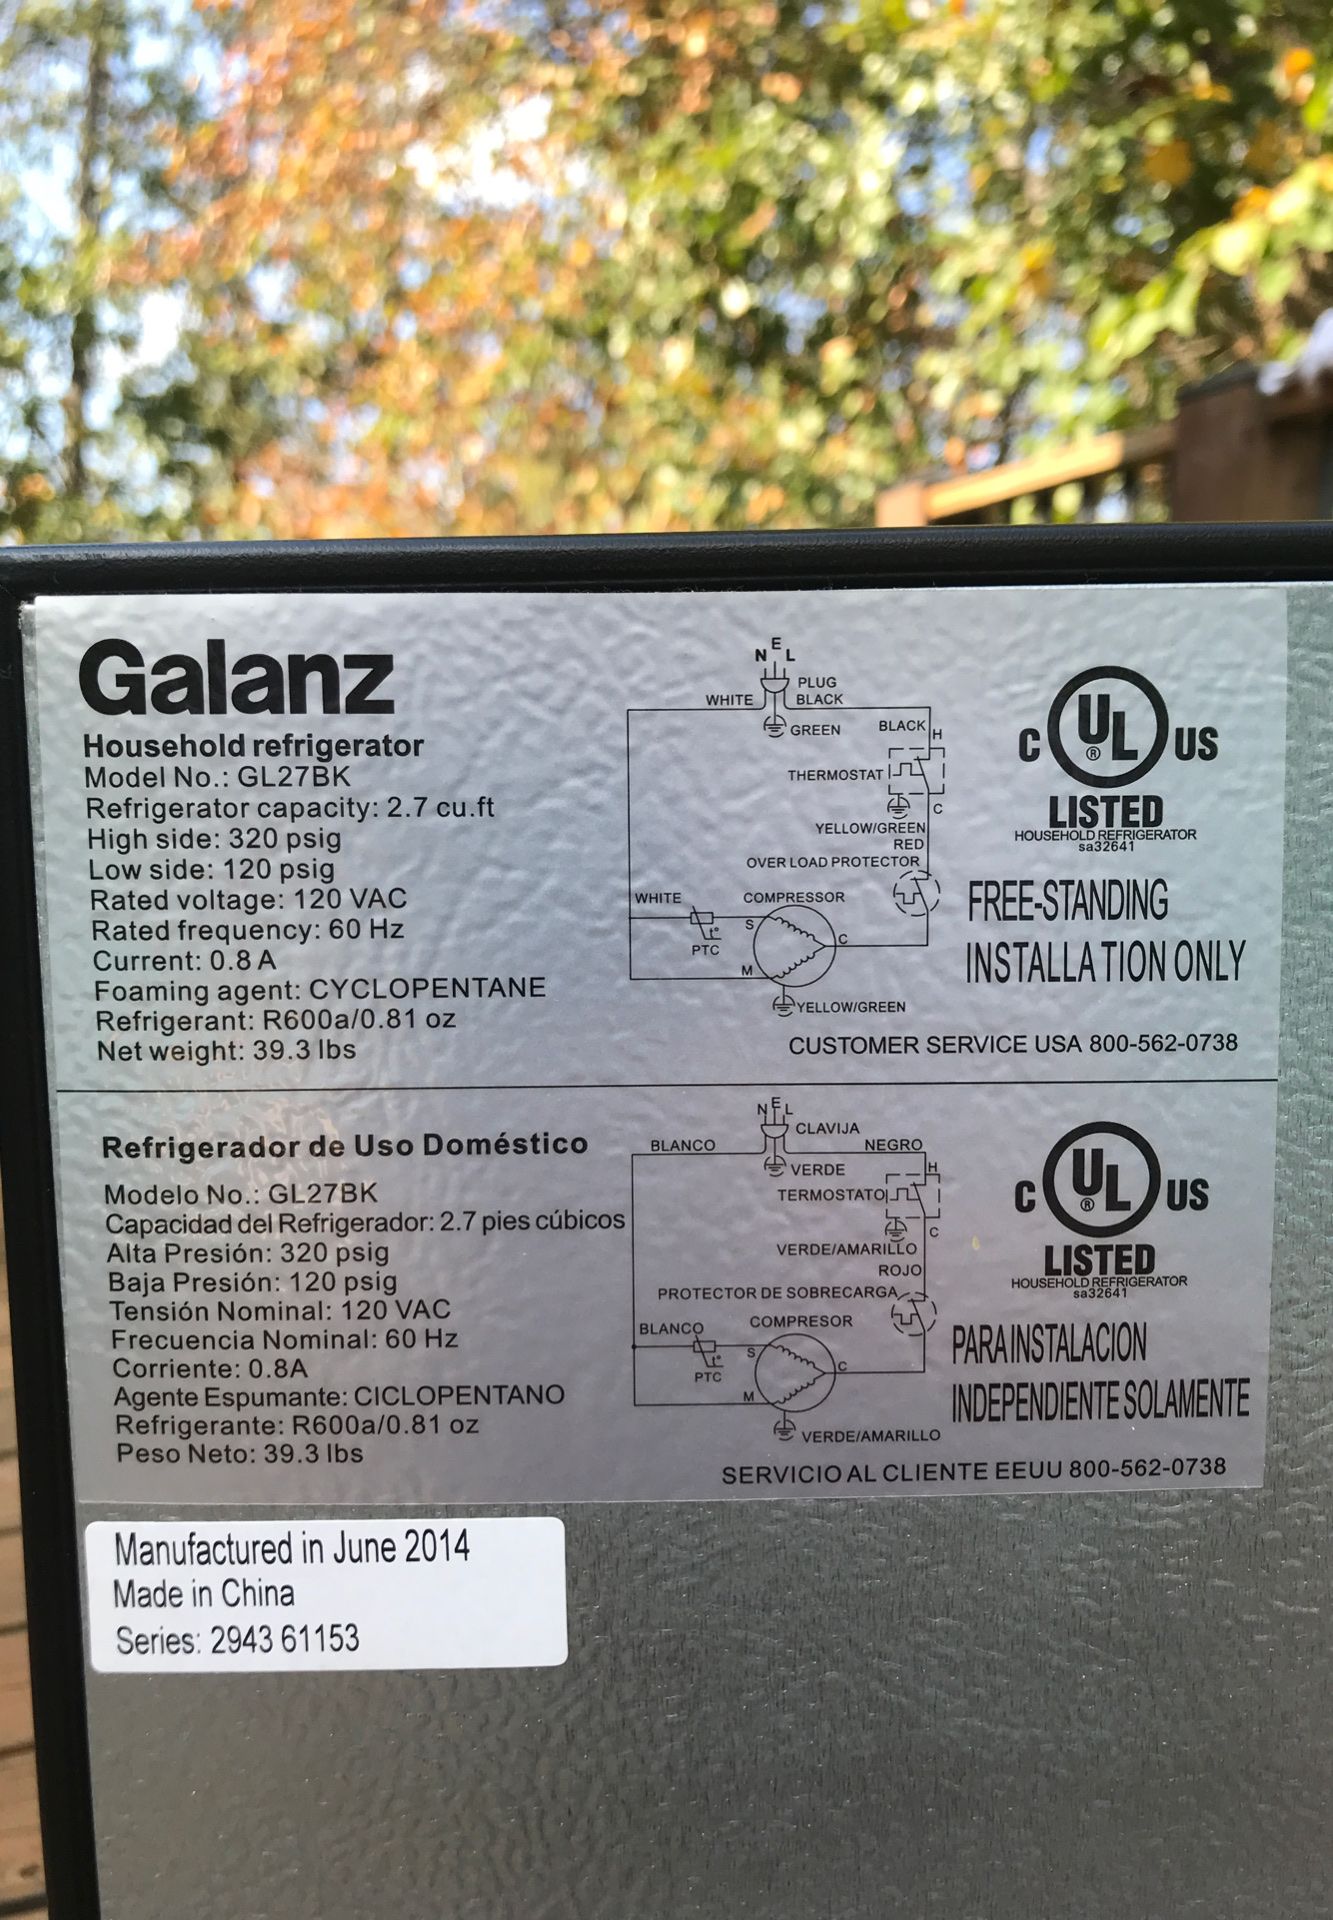 Galanz
Household refrigerator
Model No.: GL27BK
Refrigerator capacity: 2.7 cu.ft
High side: 320 psig
Low side: 120 psig
Rated voltage: 120 VAC
Rated frequency: 60 Hz
Current: 0.8 A
Foaming agent: CYCLOPENTANE
Refrigerant: R600a/0.81 oz
Net weight: 39.3 lbs
N E L
PLUG
WHITE BLACK
GREEN BLACK H
THERMOSTAT
C
YELLOW/GREEN
RED
OVER LOAD PROTECTOR
WHITE COMPRESSOR
S
t°
PTC
C
M
YELLOW/GREEN
C UL ® US
LISTED
HOUSEHOLD REFRIGERATOR
sa32641
FREE-STANDING
INSTALLATION ONLY
CUSTOMER SERVICE USA 800-562-0738
Refrigerador de Uso Doméstico
Modelo No.: GL27BK
Capacidad del Refrigerador: 2.7 pies cúbicos
Alta Presión: 320 psig
Baja Presión: 120 psig
Tensión Nominal: 120 VAC
Frecuencia Nominal: 60 Hz
Corriente: 0.8A
Agente Espumante: CICLOPENTANO
Refrigerante: R600a/0.81 oz
Peso Neto: 39.3 lbs
N E L
CLAVIJA
BLANCO NEGRO
VERDE H
TERMOSTATO
C
VERDE/AMARILLO
ROJO
PROTECTOR DE SOBRECARGA
BLANCO COMPRESOR
S
t°
PTC
C
M
VERDE/AMARILLO
C UL ® US
LISTED
HOUSEHOLD REFRIGERATOR
sa32641
PARA INSTALACION
INDEPENDIENTE SOLAMENTE
SERVICIO AL CLIENTE EEUU 800-562-0738
Manufactured in June 2014
Made in China
Series: 2943 61153